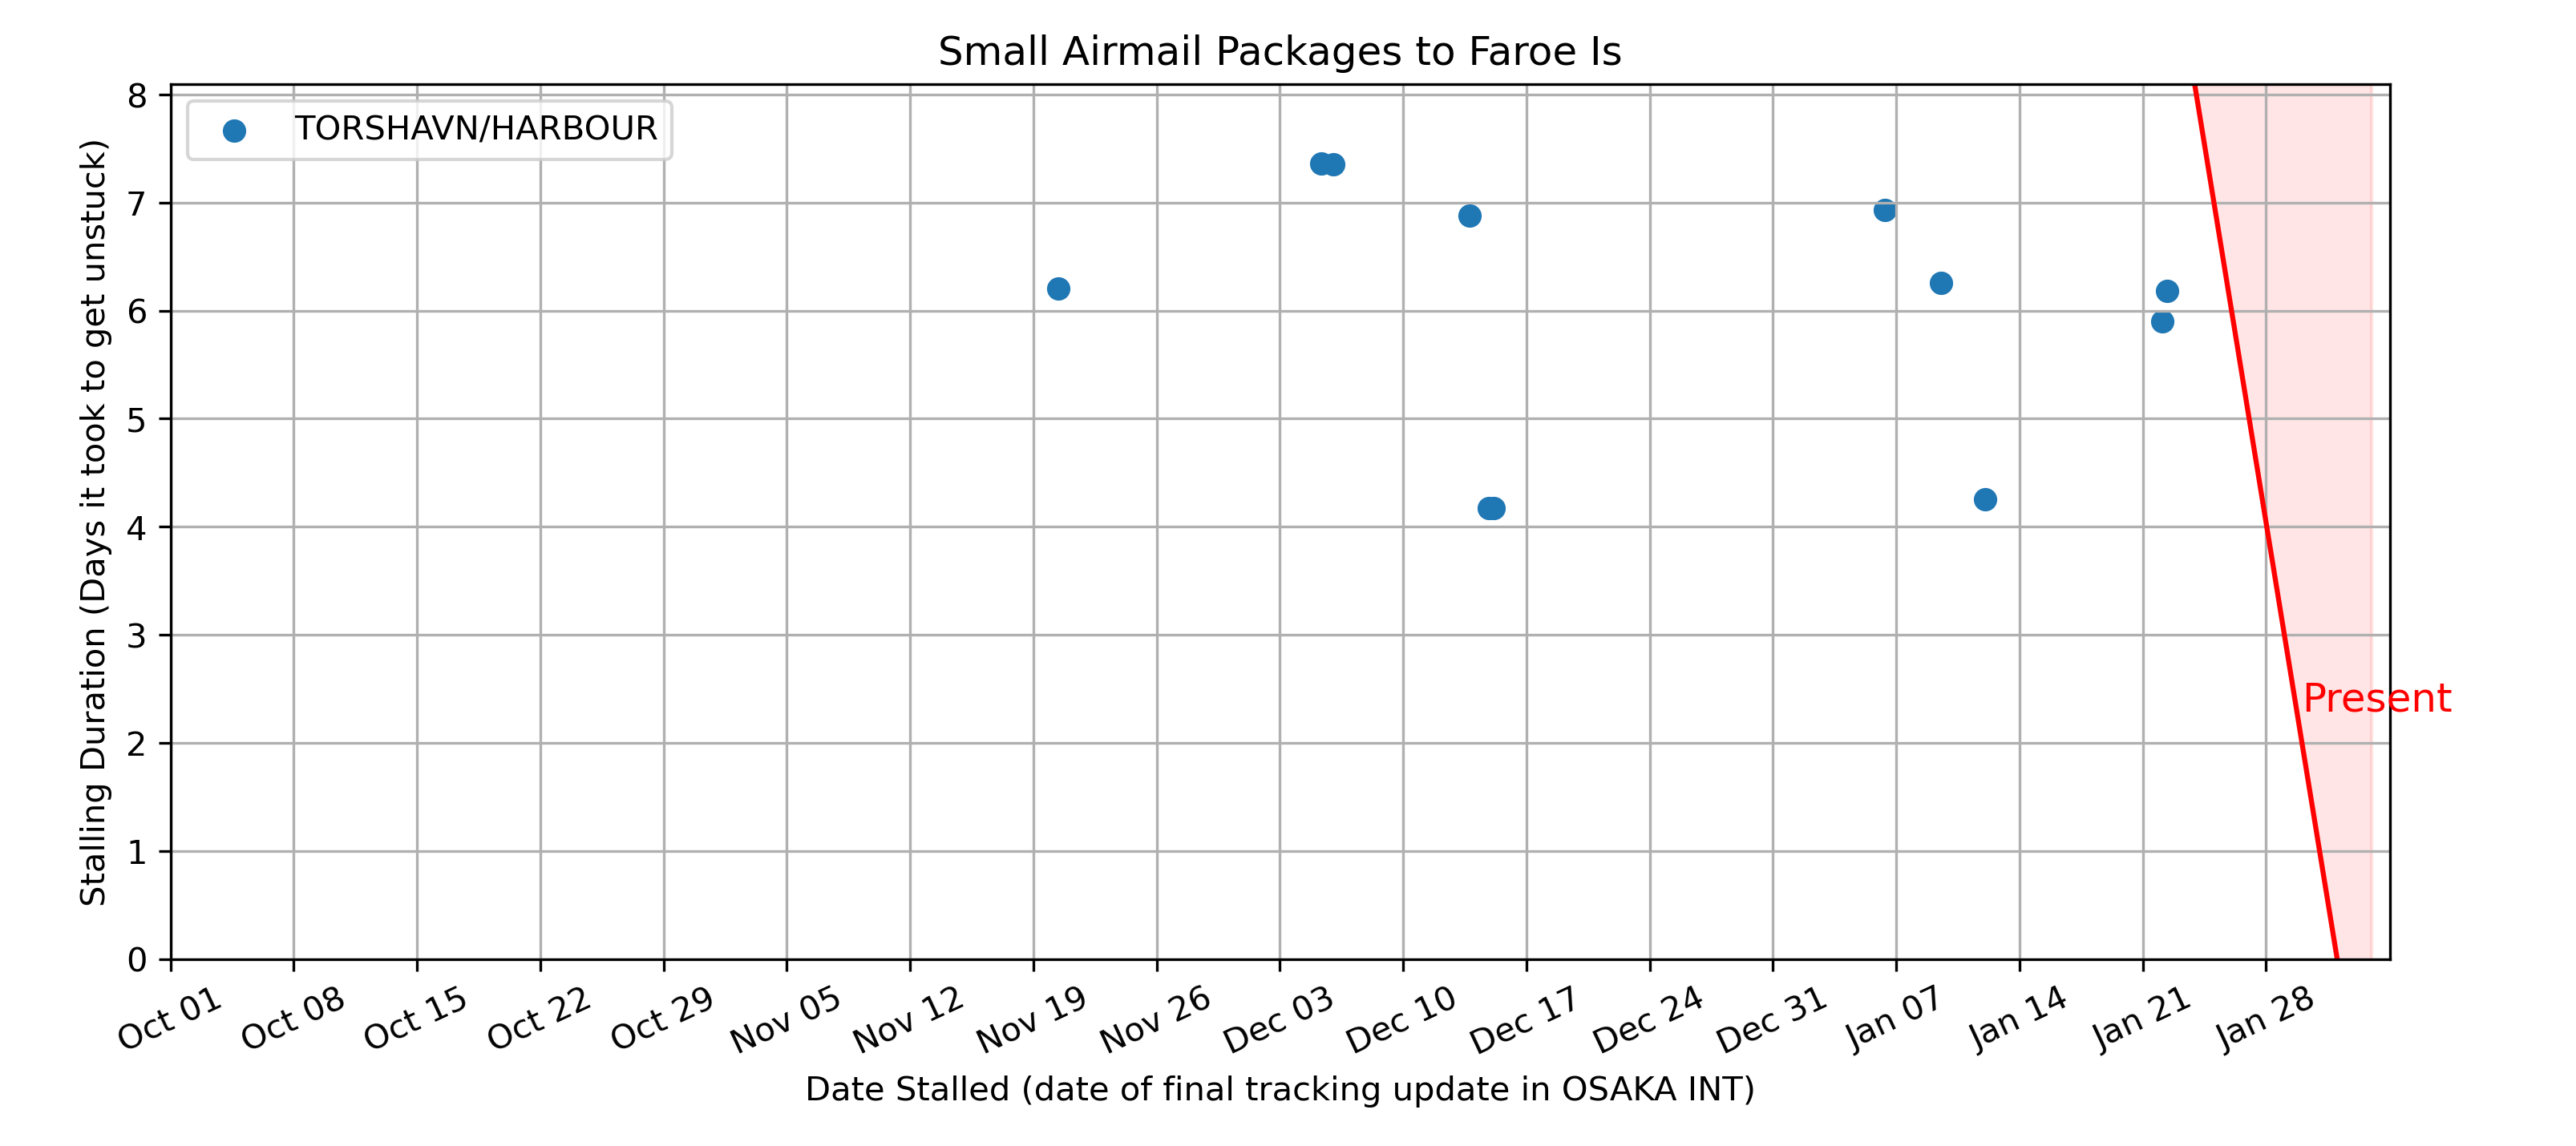 Small Airmail Packages to Faroe Is
TORSHAVN/HARBOUR
Stalling Duration (Days it took to get unstuck)
8
7
6
5
4
3
2
1
0
Present
Oct 01
Oct 08
Oct 15
Oct 22
Oct 29
Nov 05
Nov 12
Nov 19
Nov 26
Dec 03
Dec 10
Dec 17
Dec 24
Dec 31
Jan 07
Jan 14
Jan 21
Jan 28
Date Stalled (date of final tracking update in OSAKA INT)